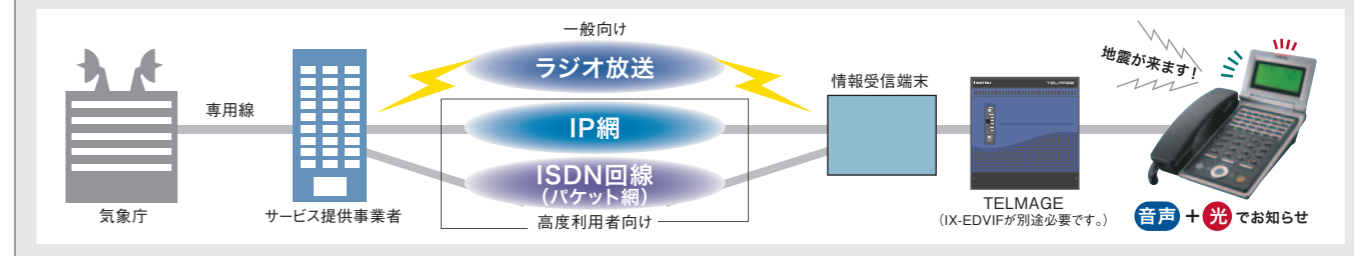 一般向け
ラジオ放送
専用線
IP網
ISDN回線
(パケット網)
高度利用者向け
気象庁
サービス提供事業者
情報受信端末
TELMAGE
TELMAGE
(IX-EDVIFが別途必要です。)
地震が来ます!
音声+光でお知らせ